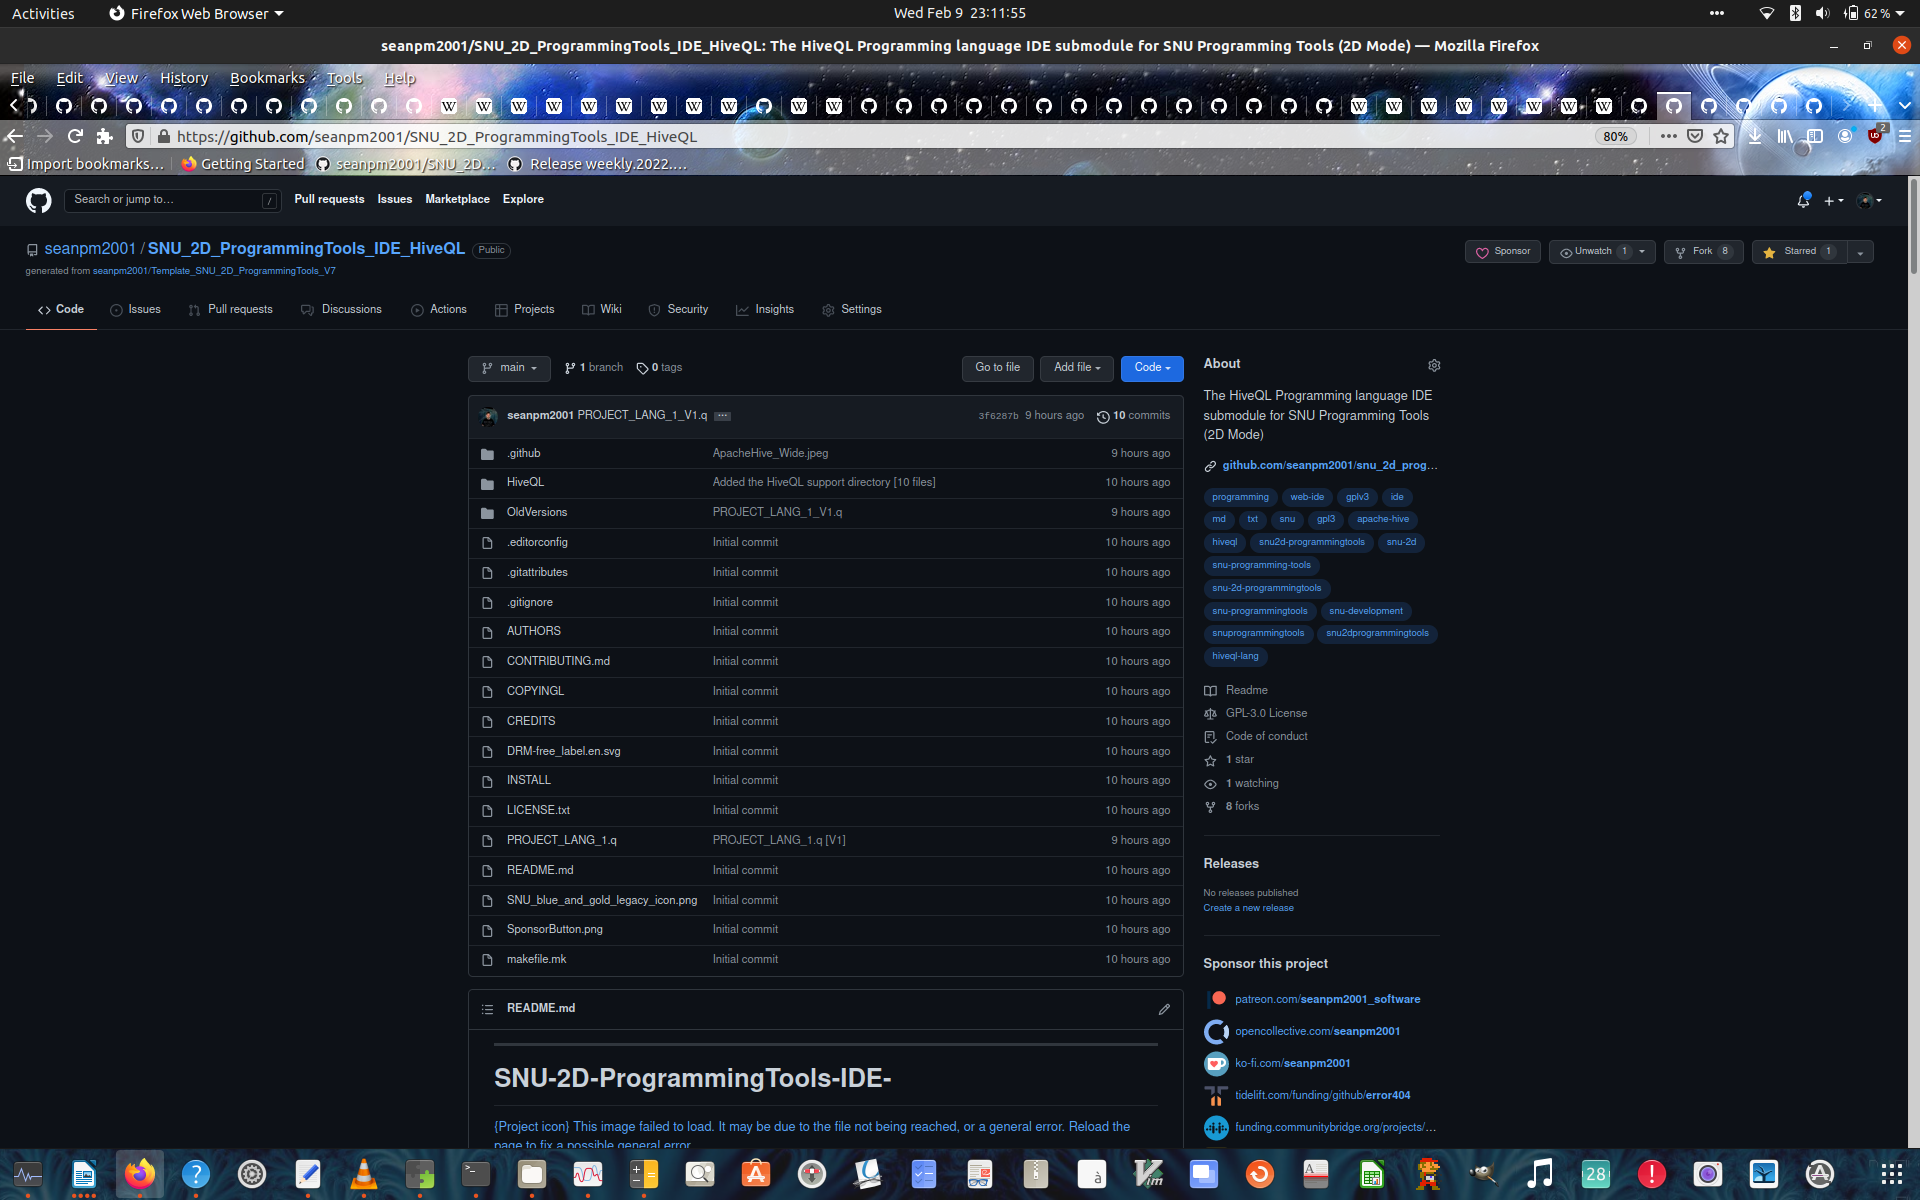 Activities
Firefox Web Browser
Wed Feb 9 23:11:55
62 %
seanpm2001/SNU_2D_ProgrammingTools_IDE_HiveQL: The HiveQL Programming language IDE submodule for SNU Programming Tools (2D Mode) — Mozilla Firefox
File Edit View History Bookmarks Tools Help
https://github.com/seanpm2001/SNU_2D_ProgrammingTools_IDE_HiveQL
80%
2
Import bookmarks…
Getting Started
seanpm2001/SNU_2D…
Release weekly.2022.…
Search or jump to…
/
Pull requests Issues Marketplace Explore
seanpm2001 / SNU_2D_ProgrammingTools_IDE_HiveQL
Public
generated from seanpm2001/Template_SNU_2D_ProgrammingTools_V7
Sponsor
Unwatch 1
Fork 8
Starred 1
Code
Issues
Pull requests
Discussions
Actions
Projects
Wiki
Security
Insights
Settings
main
1 branch
0 tags
Go to file
Add file
Code
seanpm2001 PROJECT_LANG_1_V1.q
3f6287b 9 hours ago
10 commits
.github ApacheHive_Wide.jpeg 9 hours ago
HiveQL Added the HiveQL support directory [10 files] 10 hours ago
OldVersions PROJECT_LANG_1_V1.q 9 hours ago
.editorconfig Initial commit 10 hours ago
.gitattributes Initial commit 10 hours ago
.gitignore Initial commit 10 hours ago
AUTHORS Initial commit 10 hours ago
CONTRIBUTING.md Initial commit 10 hours ago
COPYINGL Initial commit 10 hours ago
CREDITS Initial commit 10 hours ago
DRM-free_label.en.svg Initial commit 10 hours ago
INSTALL Initial commit 10 hours ago
LICENSE.txt Initial commit 10 hours ago
PROJECT_LANG_1.q PROJECT_LANG_1.q [V1] 9 hours ago
README.md Initial commit 10 hours ago
SNU_blue_and_gold_legacy_icon.png Initial commit 10 hours ago
SponsorButton.png Initial commit 10 hours ago
makefile.mk Initial commit 10 hours ago
README.md
SNU-2D-ProgrammingTools-IDE-
{Project icon} This image failed to load. It may be due to the file not being reached, or a general error. Reload the
page to fix a possible general error.
About
The HiveQL Programming language IDE
submodule for SNU Programming Tools
(2D Mode)
github.com/seanpm2001/snu_2d_prog…
programming web-ide gplv3 ide
md txt snu gpl3 apache-hive
hiveql snu2d-programmingtools snu-2d
snu-programming-tools
snu-2d-programmingtools
snu-programmingtools snu-development
snuprogrammingtools snu2dprogrammingtools
hiveql-lang
Readme
GPL-3.0 License
Code of conduct
1 star
1 watching
8 forks
Releases
No releases published
Create a new release
Sponsor this project
patreon.com/seanpm2001_software
opencollective.com/seanpm2001
ko-fi.com/seanpm2001
tidelift.com/funding/github/error404
funding.communitybridge.org/projects/…
28